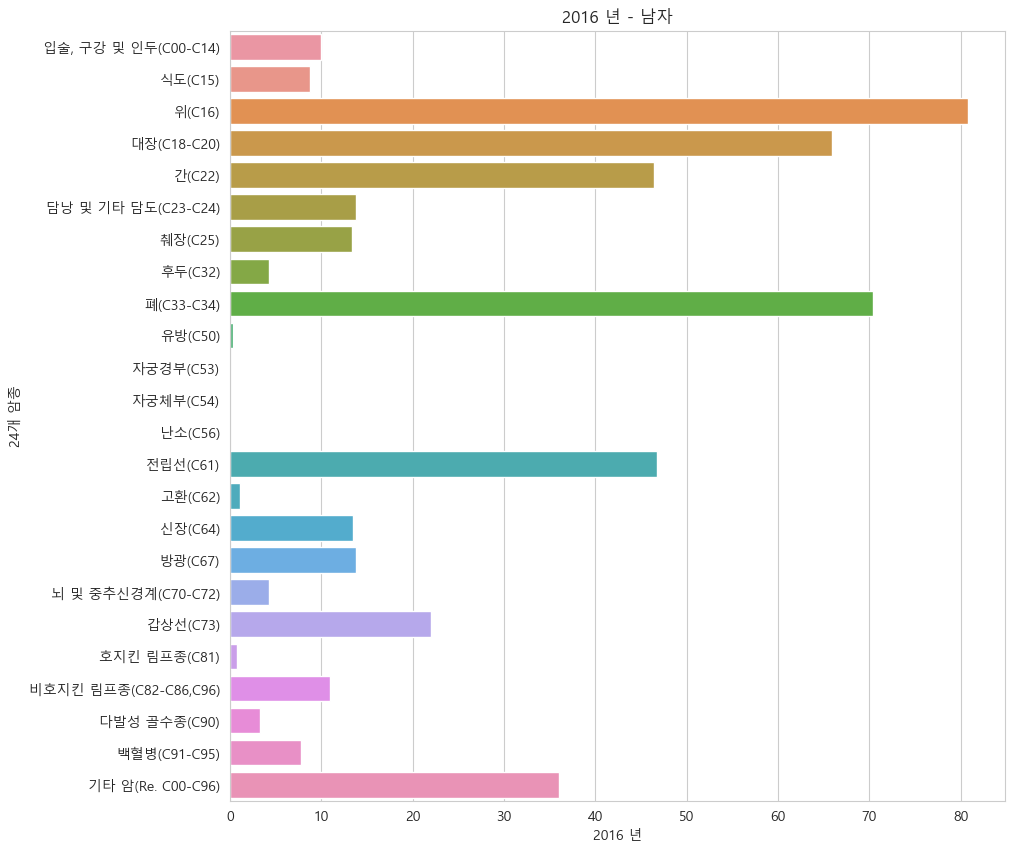 2016 년 - 남자
입술, 구강 및 인두(C00-C14)
식도(C15)
위(C16)
대장(C18-C20)
간(C22)
담낭 및 기타 담도(C23-C24)
췌장(C25)
후두(C32)
폐(C33-C34)
유방(C50)
자궁경부(C53)
자궁체부(C54)
난소(C56)
전립선(C61)
고환(C62)
신장(C64)
방광(C67)
뇌 및 중추신경계(C70-C72)
갑상선(C73)
호지킨 림프종(C81)
비호지킨 림프종(C82-C86,C96)
다발성 골수종(C90)
백혈병(C91-C95)
기타 암(Re. C00-C96)
24개 암종
0 10 20 30 40 50 60 70 80
2016 년